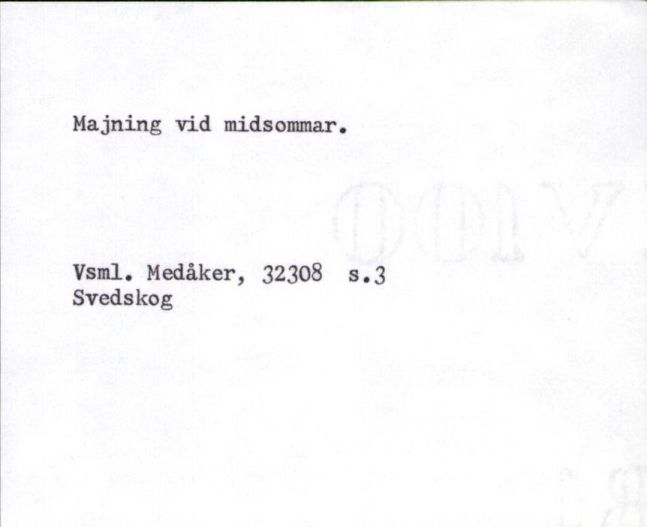 Majning vid midsommar.
Vsml. Medåker, 32308 s.3
Svedskog